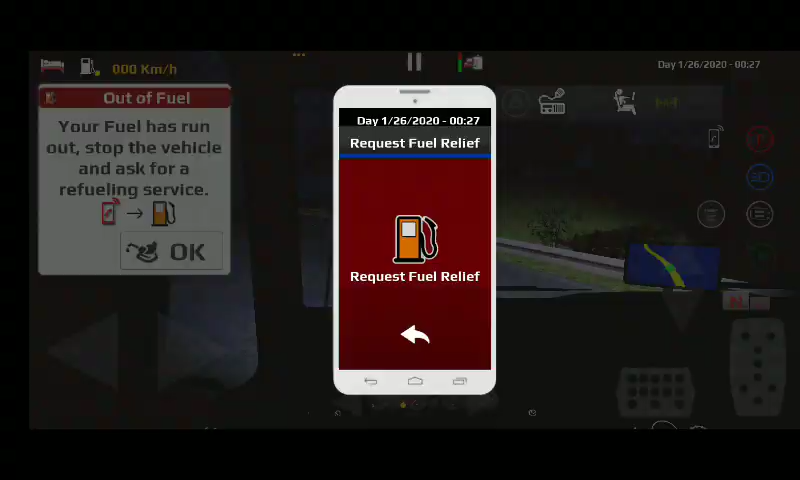 000 Km/h
Day 1/26/2020 - 00:27
Out of Fuel
Your Fuel has run
out, stop the vehicle
and ask for a
refueling service.
OK
Day 1/26/2020 - 00:27
Request Fuel Relief
Request Fuel Relief